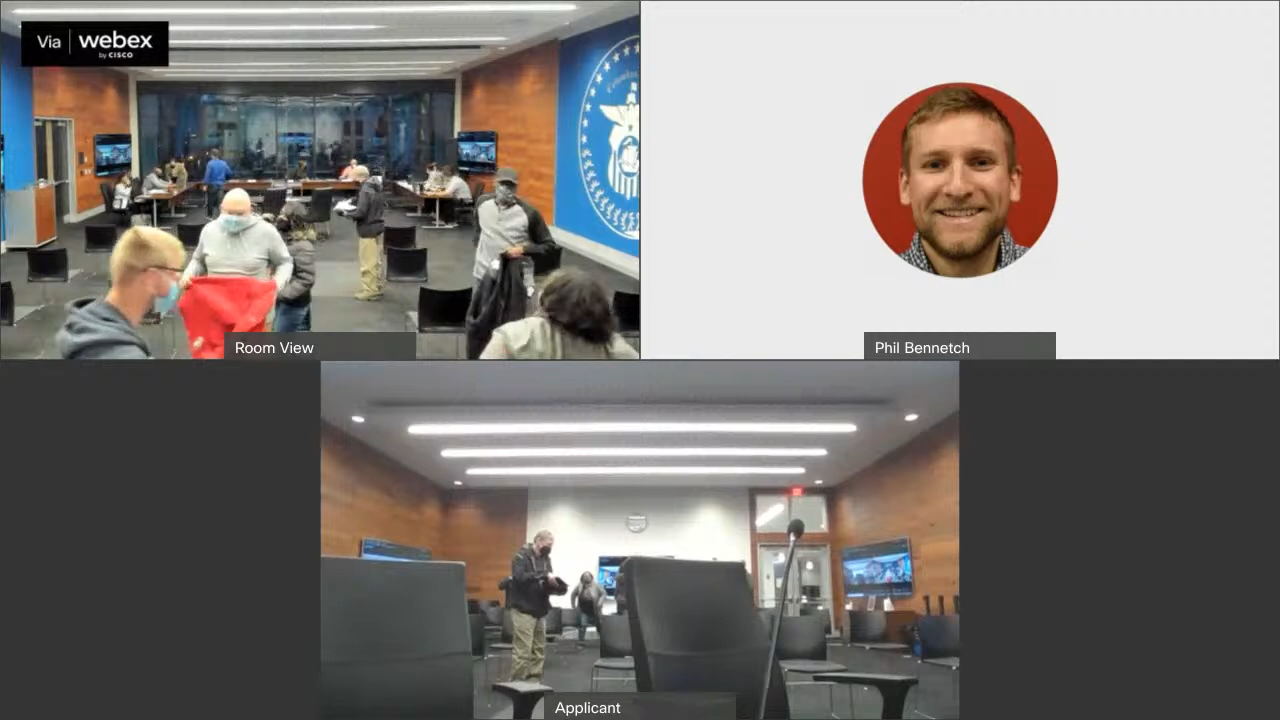 Via | webex
by CISCO
Room View
Phil Bennetch
Applicant